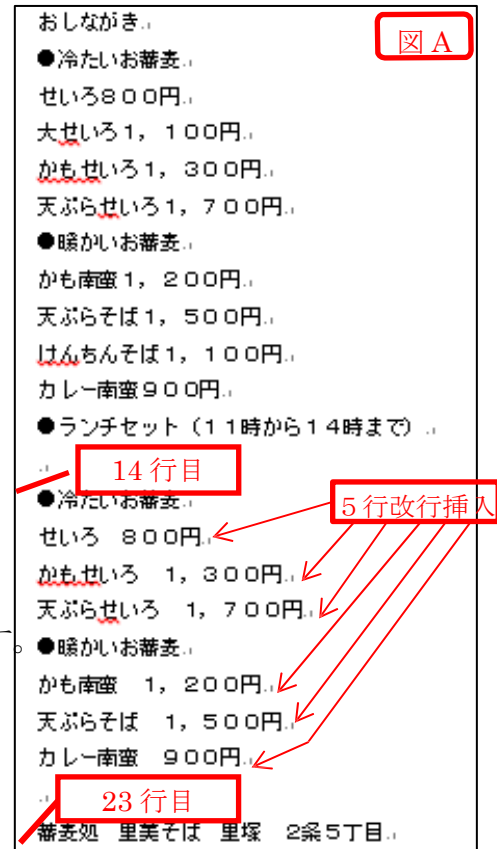 おしながき
図A
●冷たいお蕎麦
せいろ800円
大せいろ1,100円
かもせいろ1,300円
天ぷらせいろ1,700円
●暖かいお蕎麦
かも南蛮1,200円
天ぷらそば1,500円
けんちんそば1,100円
カレー南蛮900円
●ランチセット(11時から14時まで)
14行目
●冷たいお蕎麦
5行改行挿入
せいろ 800円
かもせいろ 1,300円
天ぷらせいろ 1,700円
●暖かいお蕎麦
かも南蛮 1,200円
天ぷらそば 1,500円
カレー南蛮 900円
23行目
蕎麦処 里美そば 里塚 2条5丁目